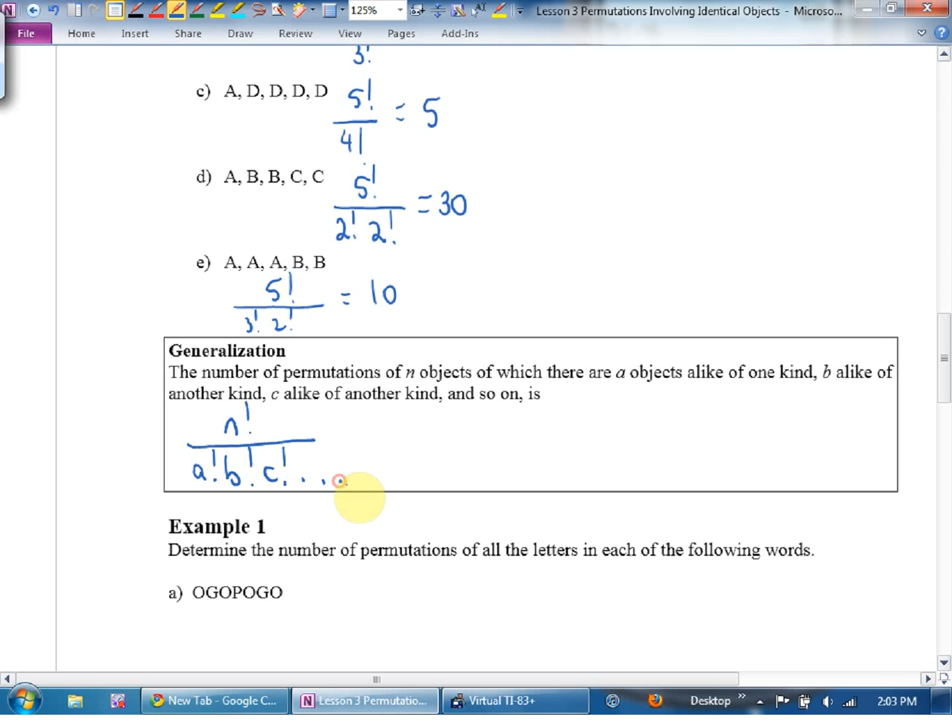 125%
Lesson 3 Permutations Involving Identical Objects - Microso...
File Home Insert Share Draw Review View Pages Add-Ins
3!
c) A, D, D, D, D 5!/4! = 5
d) A, B, B, C, C 5!/2! 2! = 30
e) A, A, A, B, B
5!/3! 2! = 10
Generalization
The number of permutations of n objects of which there are a objects alike of one kind, b alike of
another kind, c alike of another kind, and so on, is
n!
a! b! c! . . .
Example 1
Determine the number of permutations of all the letters in each of the following words.
a) OGOPOGO
New Tab - Google C... Lesson 3 Permutatio... Virtual TI-83+ Desktop » 2:03 PM